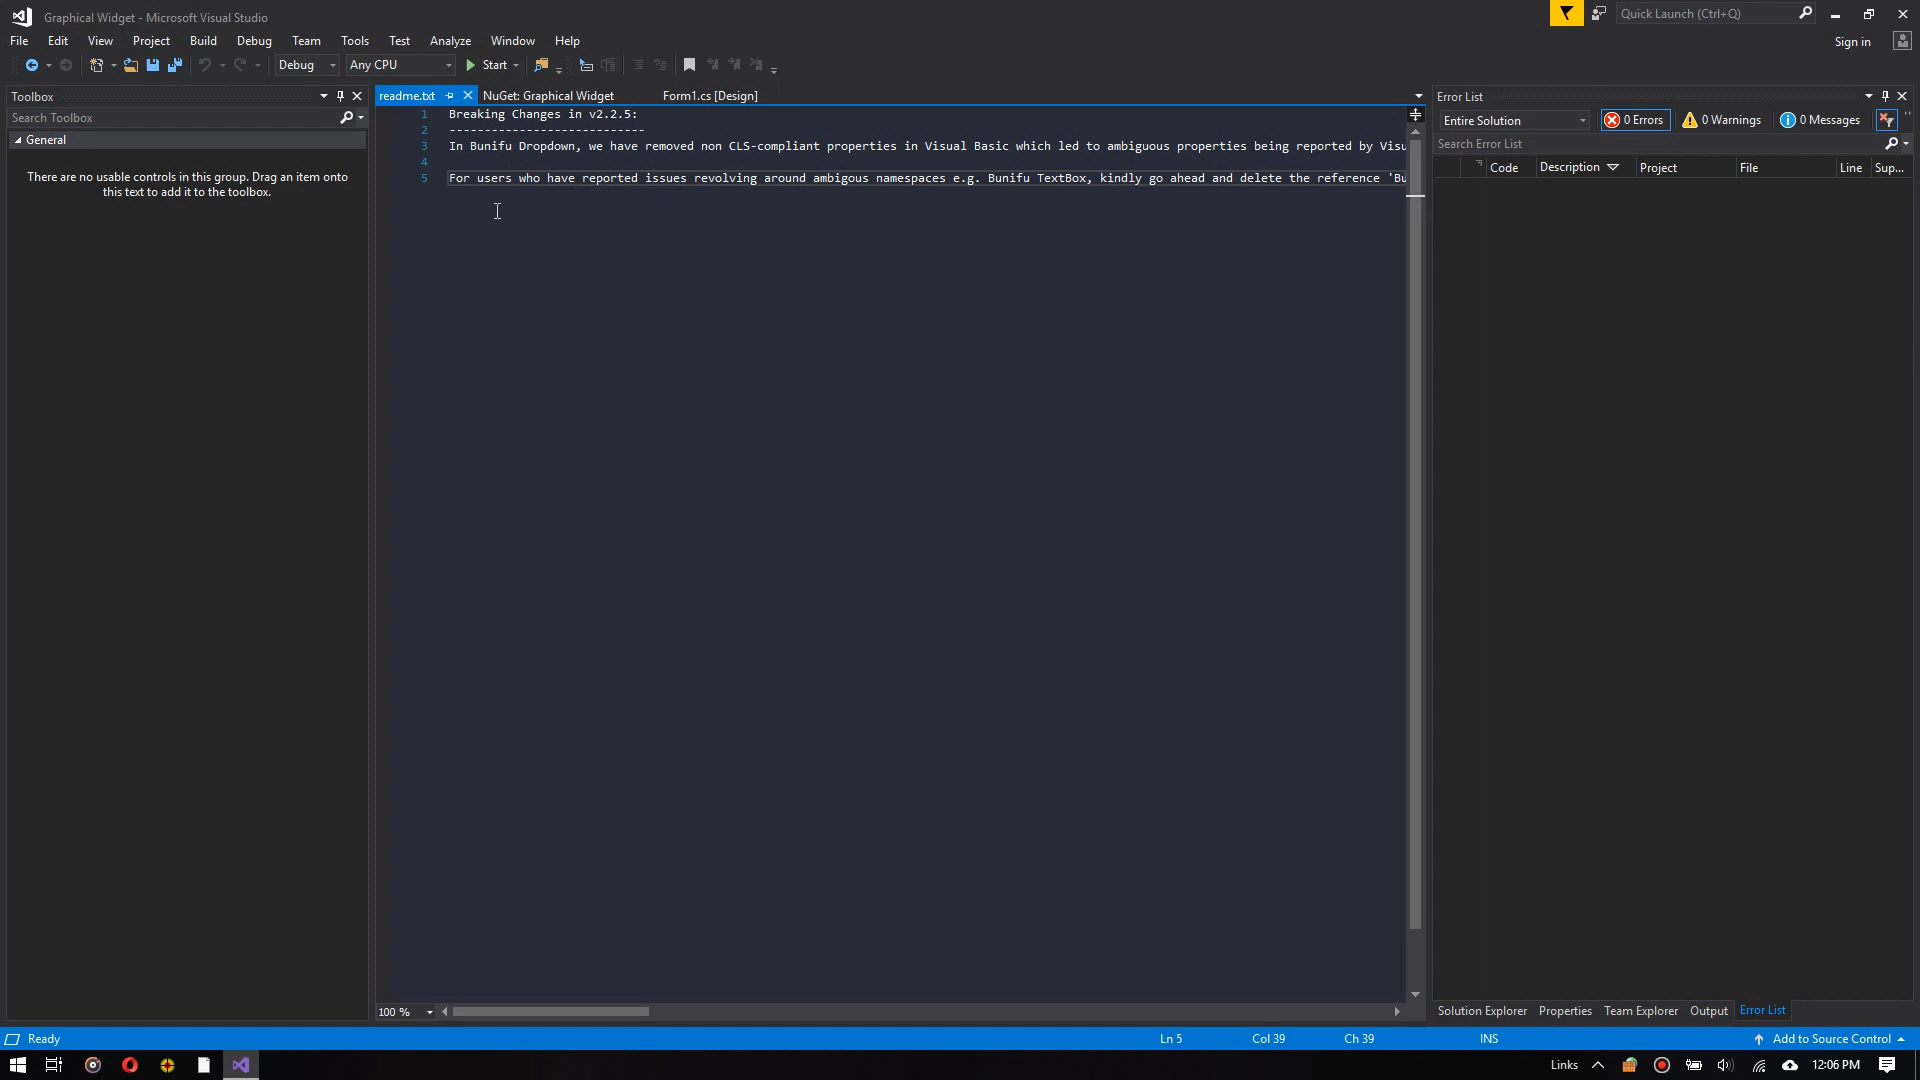 Graphical Widget - Microsoft Visual Studio
Quick Launch (Ctrl+Q)
File Edit View Project Build Debug Team Tools Test Analyze Window Help
Sign in
Debug Any CPU Start
Toolbox
Search Toolbox
General
There are no usable controls in this group. Drag an item onto
this text to add it to the toolbox.
readme.txt NuGet: Graphical Widget Form1.cs [Design]
1 Breaking Changes in v2.2.5:
2 ----------------------------
3 In Bunifu Dropdown, we have removed non CLS-compliant properties in Visual Basic which led to ambiguous properties being reported by Visu
4
5 For users who have reported issues revolving around ambigous namespaces e.g. Bunifu TextBox, kindly go ahead and delete the reference 'Bu
100 %
Error List
Entire Solution 0 Errors 0 Warnings 0 Messages
Search Error List
Code Description Project File Line Sup...
Solution Explorer Properties Team Explorer Output Error List
Ready Ln 5 Col 39 Ch 39 INS Add to Source Control
Links 12:06 PM